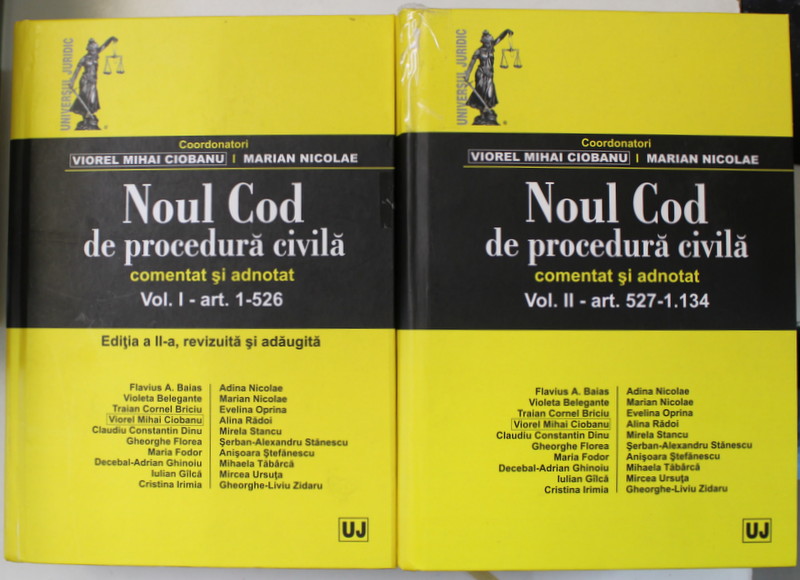 UNIVERSUL JURIDIC
Coordonatori
VIOREL MIHAI CIOBANU | MARIAN NICOLAE
Noul Cod
de procedură civilă
comentat şi adnotat
Vol. I - art. 1-526
Ediţia a II-a, revizuită şi adăugită
Flavius A. Baias | Adina Nicolae
Violeta Belegante | Marian Nicolae
Traian Cornel Briciu | Evelina Oprina
Viorel Mihai Ciobanu | Alina Rădoi
Claudiu Constantin Dinu | Mirela Stancu
Gheorghe Florea | Şerban-Alexandru Stănescu
Maria Fodor | Anişoara Ştefănescu
Decebal-Adrian Ghinoiu | Mihaela Tăbârcă
Iulian Gîlcă | Mircea Ursuţa
Cristina Irimia | Gheorghe-Liviu Zidaru
UJ
UNIVERSUL JURIDIC
Coordonatori
VIOREL MIHAI CIOBANU | MARIAN NICOLAE
Noul Cod
de procedură civilă
comentat şi adnotat
Vol. II - art. 527-1.134
Flavius A. Baias | Adina Nicolae
Violeta Belegante | Marian Nicolae
Traian Cornel Briciu | Evelina Oprina
Viorel Mihai Ciobanu | Alina Rădoi
Claudiu Constantin Dinu | Mirela Stancu
Gheorghe Florea | Şerban-Alexandru Stănescu
Maria Fodor | Anişoara Ştefănescu
Decebal-Adrian Ghinoiu | Mihaela Tăbârcă
Iulian Gîlcă | Mircea Ursuţa
Cristina Irimia | Gheorghe-Liviu Zidaru
UJ